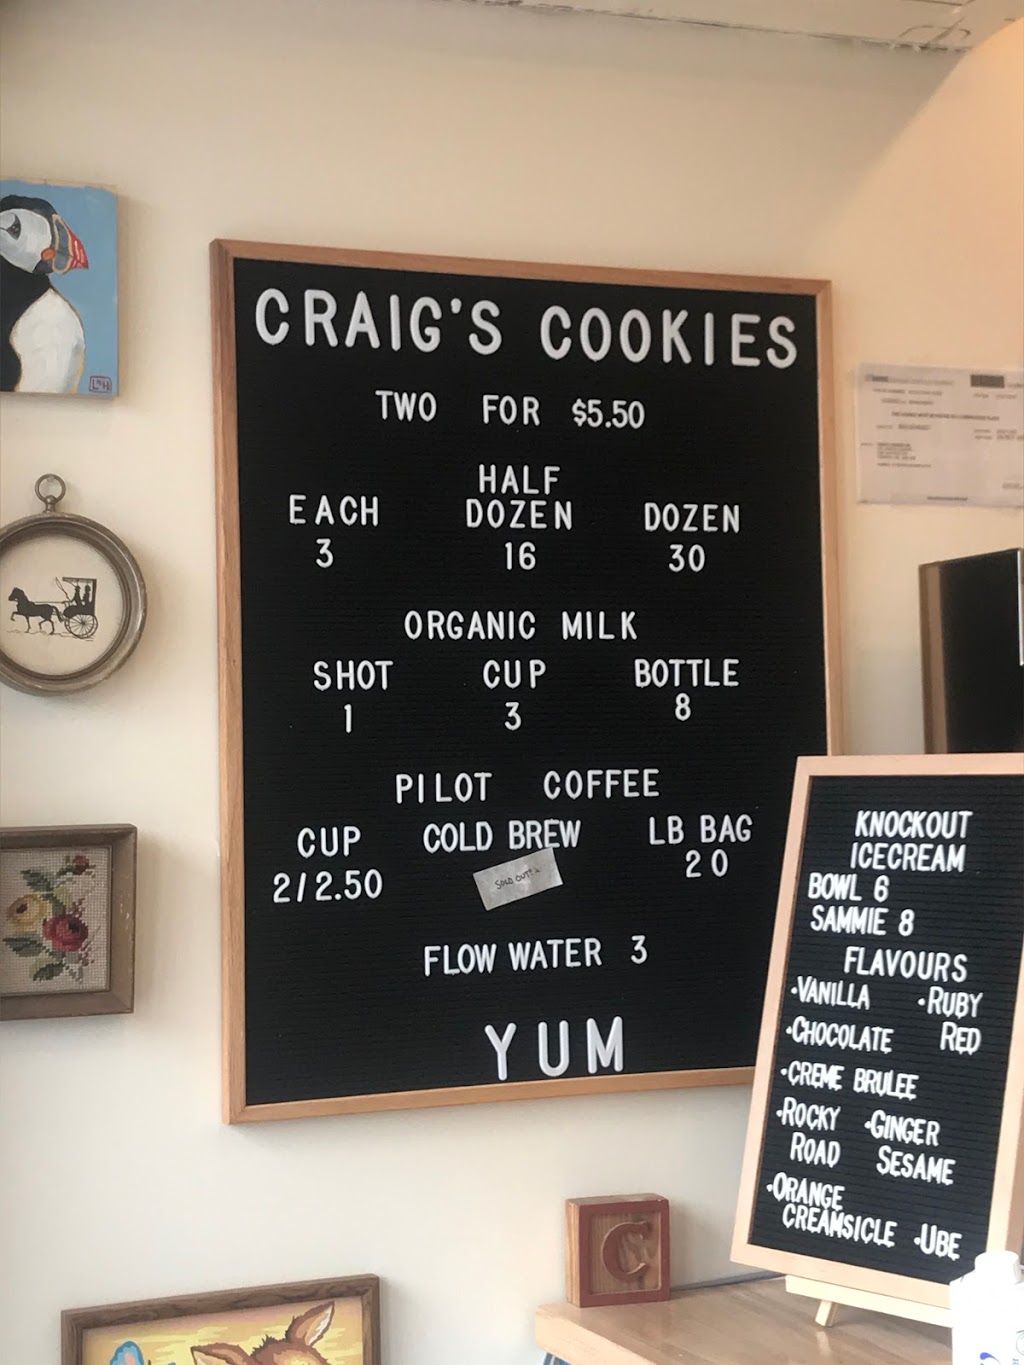 CRAIG'S COOKIES
TWO FOR $5.50
EACH
3
HALF
DOZEN
16
DOZEN
30
ORGANIC MILK
SHOT
1
CUP
3
BOTTLE
8
PILOT COFFEE
CUP
2/2.50
COLD BREW
SOLD OUT
LB BAG
20
FLOW WATER 3
YUM
KNOCKOUT
ICECREAM
BOWL 6
SAMMIE 8
FLAVOURS
•VANILLA
•RUBY
RED
•CHOCOLATE
•CREME BRULEE
•ROCKY
ROAD
•GINGER
SESAME
•ORANGE
CREAMSICLE
•UBE
C